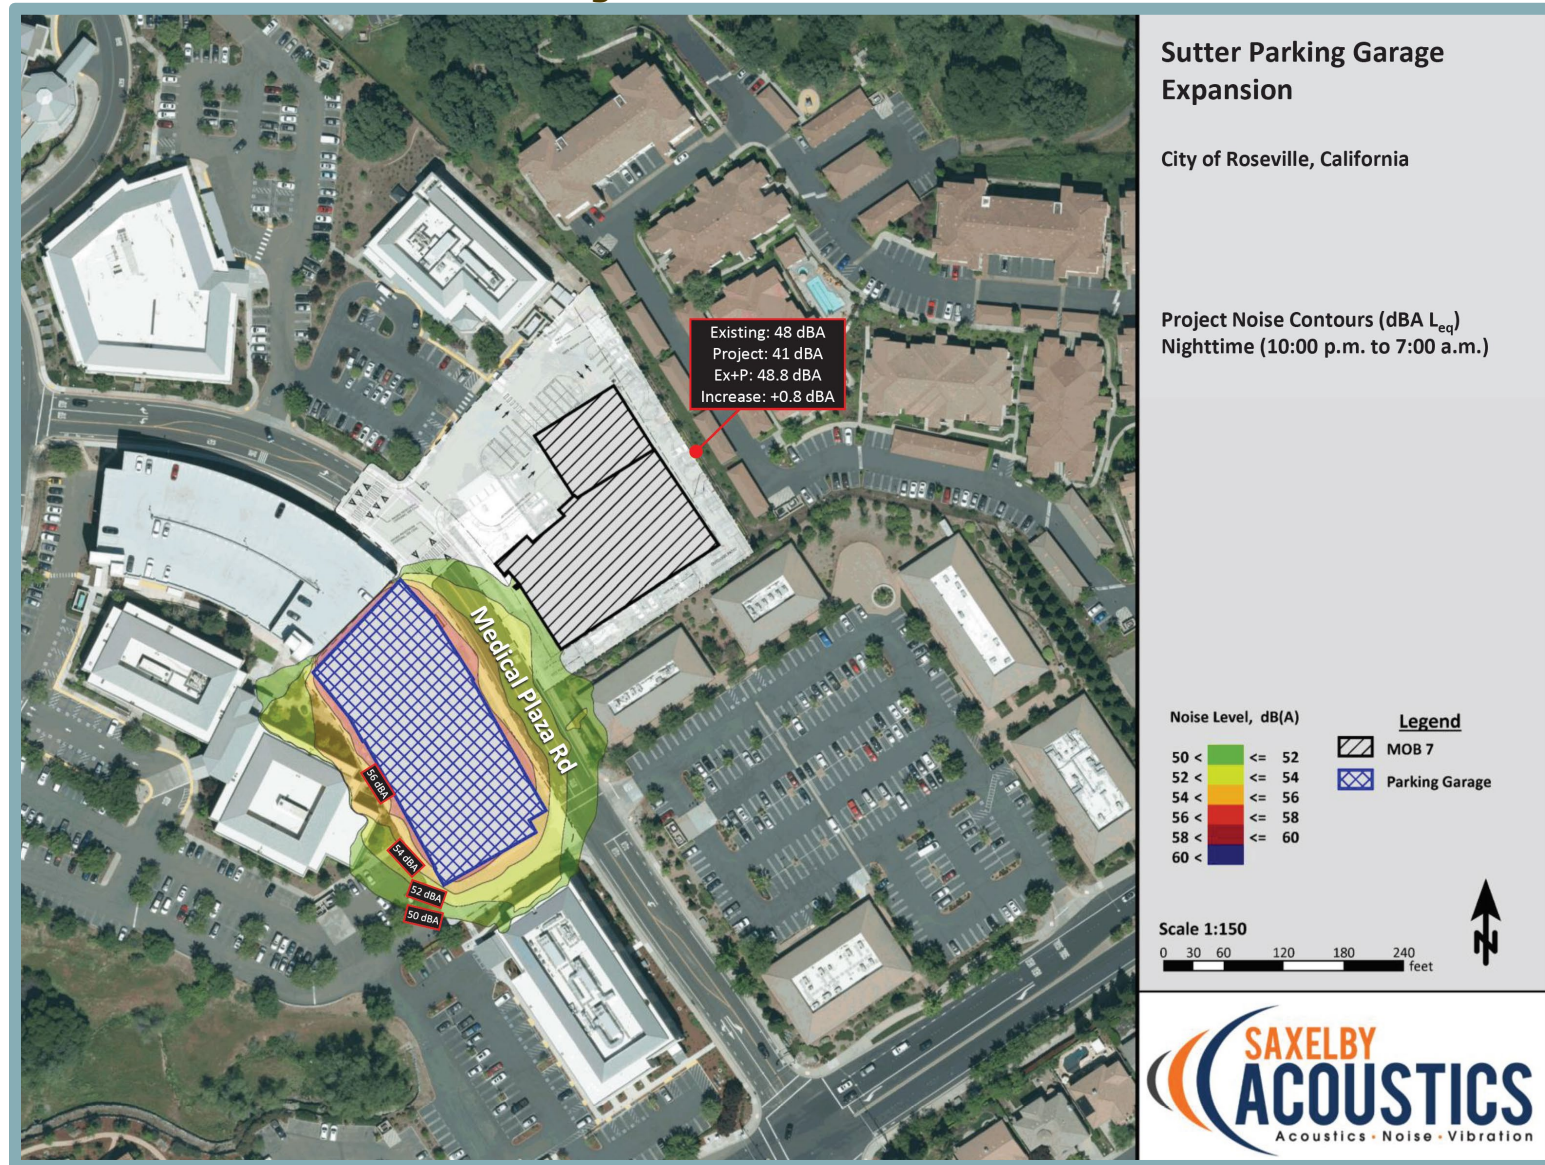 Sutter Parking Garage
Expansion
City of Roseville, California
Project Noise Contours (dBA Leq)
Nighttime (10:00 p.m. to 7:00 a.m.)
Existing: 48 dBA
Project: 41 dBA
Ex+P: 48.8 dBA
Increase: +0.8 dBA
Medical Plaza Rd
56 dBA
54 dBA
52 dBA
50 dBA
Noise Level, dB(A)
50 < <= 52
52 < <= 54
54 < <= 56
56 < <= 58
58 < <= 60
60 <
Legend
MOB 7
Parking Garage
Scale 1:150
0 30 60 120 180 240
feet
N
SAXELBY
ACOUSTICS
Acoustics • Noise • Vibration